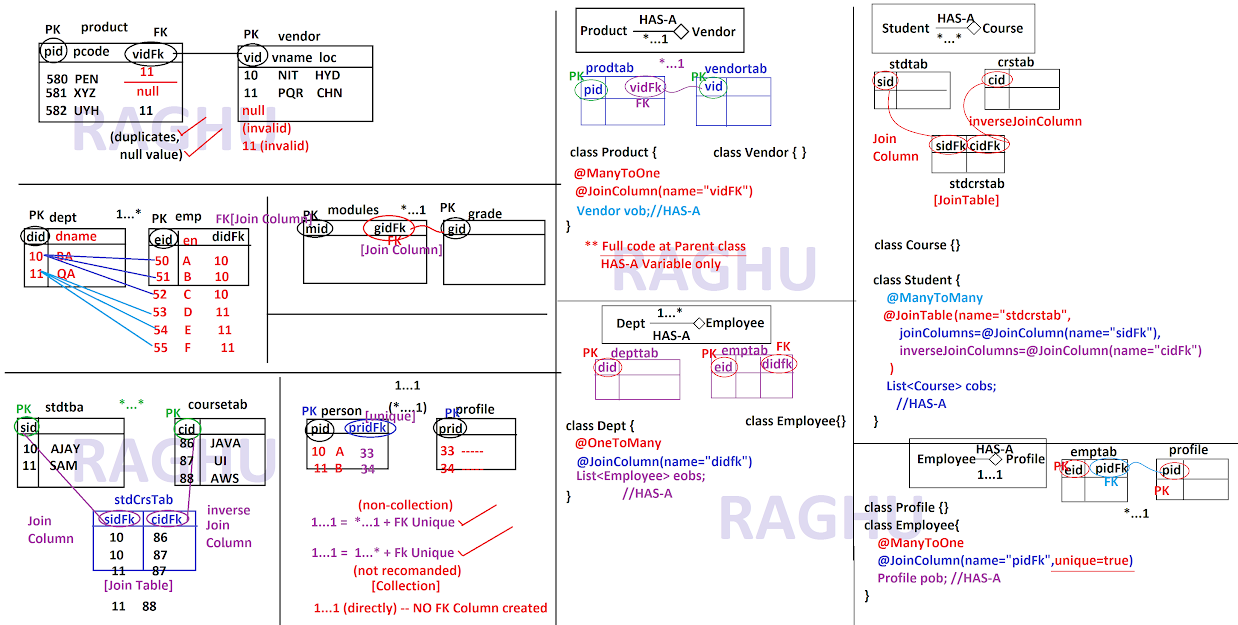 PK product FK
pid pcode vidFk
580 PEN 11
581 XYZ null
582 UYH 11
(duplicates,
null value)
PK vendor
vid vname loc
10 NIT HYD
11 PQR CHN
null
(invalid)
11 (invalid)
RAGHU
PK dept 1...* PK emp FK[Join Column]
did dname eid en didFk
10 BA
11 QA
50 A 10
51 B 10
52 C 10
53 D 11
54 E 11
55 F 11
PK modules *...1 PK grade
mid gidFk gid
FK
[Join Column]
PK stdtba *...* PK coursetab
sid cid
10 AJAY
11 SAM
86 JAVA
87 UI
88 AWS
RAGHU
stdCrsTab
Join
Column
sidFk cidFk
inverse
Join
Column
10 86
10 87
11 87
[Join Table]
11 88
1...1
(*....1)
PK person [unique] PK profile
pid pridFk prid
10 A 33
11 B 34
33 -----
34 -----
(non-collection)
1...1 = *...1 + FK Unique
1...1 = 1...* + Fk Unique
(not recomanded)
[Collection]
1...1 (directly) -- NO FK Column created
Product HAS-A Vendor
*...1
prodtab *...1 vendortab
PK pid vidFk PK vid
FK
class Product { class Vendor { }
@ManyToOne
@JoinColumn(name="vidFK")
Vendor vob;//HAS-A
}
** Full code at Parent class
HAS-A Variable only
RAGHU
1...*
Dept Employee
HAS-A
PK depttab PK emptab FK
did eid didfk
class Employee{}
class Dept {
@OneToMany
@JoinColumn(name="didfk")
List<Employee> eobs;
//HAS-A
}
RAGHU
Student HAS-A Course
*...*
stdtab crstab
sid cid
inverseJoinColumn
Join
Column
sidFk cidFk
stdcrstab
[JoinTable]
class Course {}
class Student {
@ManyToMany
@JoinTable(name="stdcrstab",
joinColumns=@JoinColumn(name="sidFk"),
inverseJoinColumns=@JoinColumn(name="cidFk")
)
List<Course> cobs;
//HAS-A
}
HAS-A
Employee Profile
1...1
emptab profile
PK eid pidFk pid
FK PK
*...1
class Profile {}
class Employee{
@ManyToOne
@JoinColumn(name="pidFk",unique=true)
Profile pob; //HAS-A
}